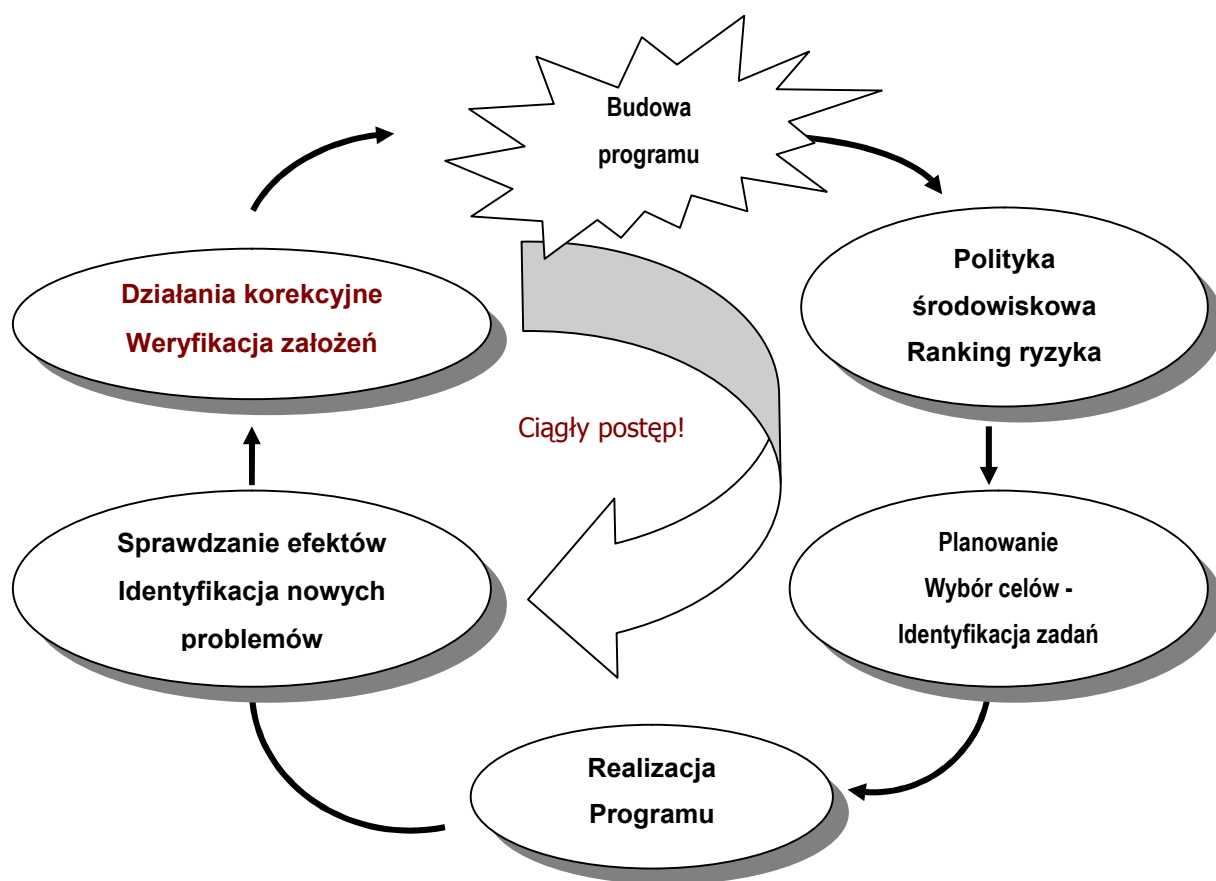 Budowa
programu
Polityka
środowiskowa
Ranking ryzyka
Planowanie
Wybór celów -
Identyfikacja zadań
Realizacja
Programu
Sprawdzanie efektów
Identyfikacja nowych
problemów
Działania korekcyjne
Weryfikacja założeń
Ciągły postęp!